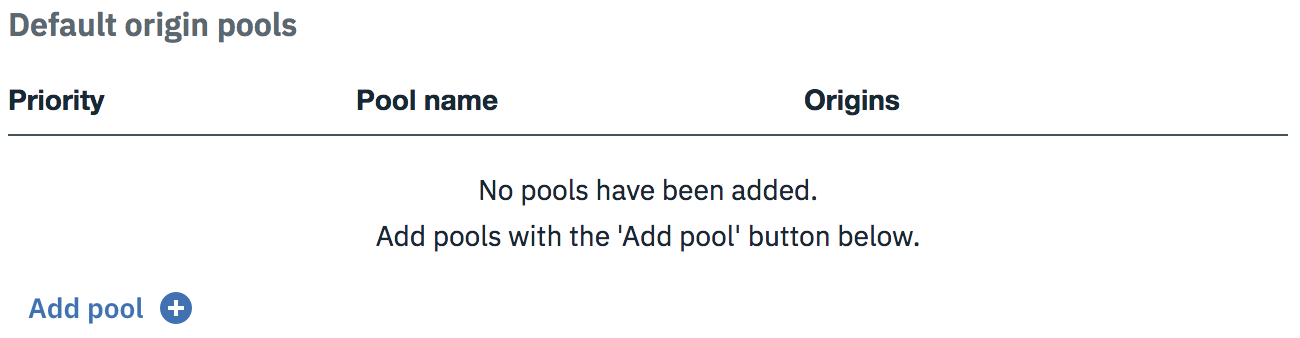 Default origin pools
Priority Pool name Origins
No pools have been added.
Add pools with the 'Add pool' button below.
Add pool